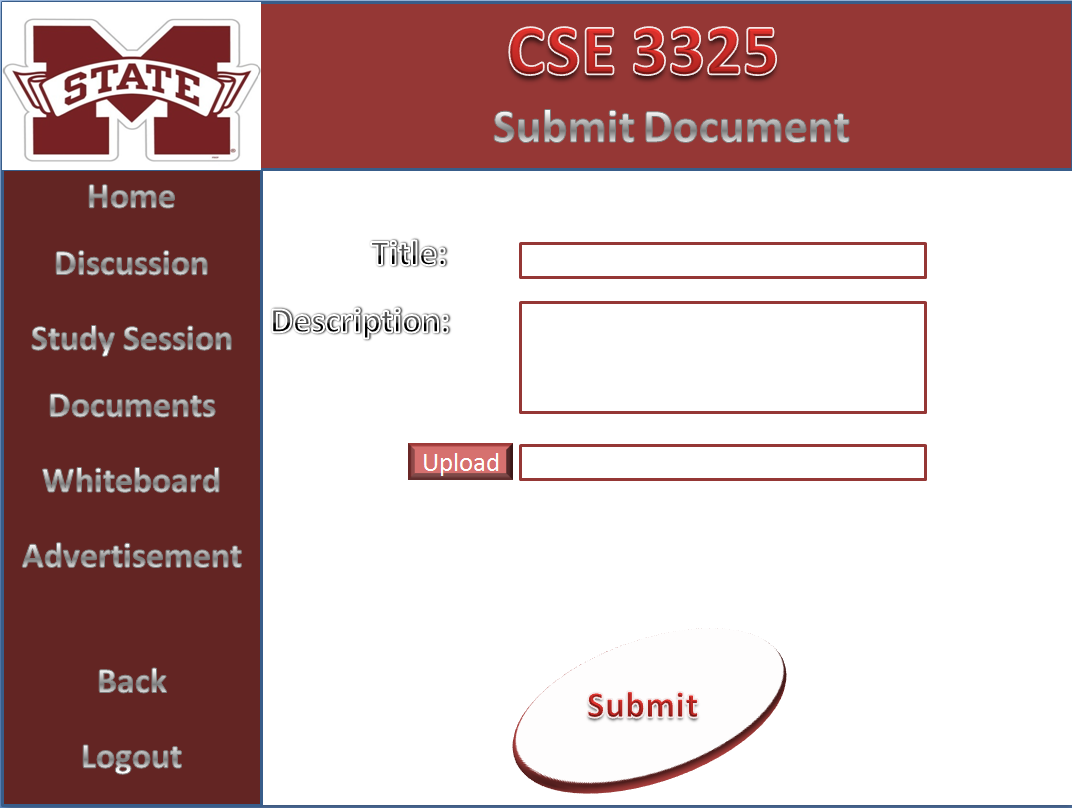 STATE
CSE 3325
Submit Document
Home
Discussion
Study Session
Documents
Whiteboard
Advertisement
Back
Logout
Title:
Description:
Upload
Submit